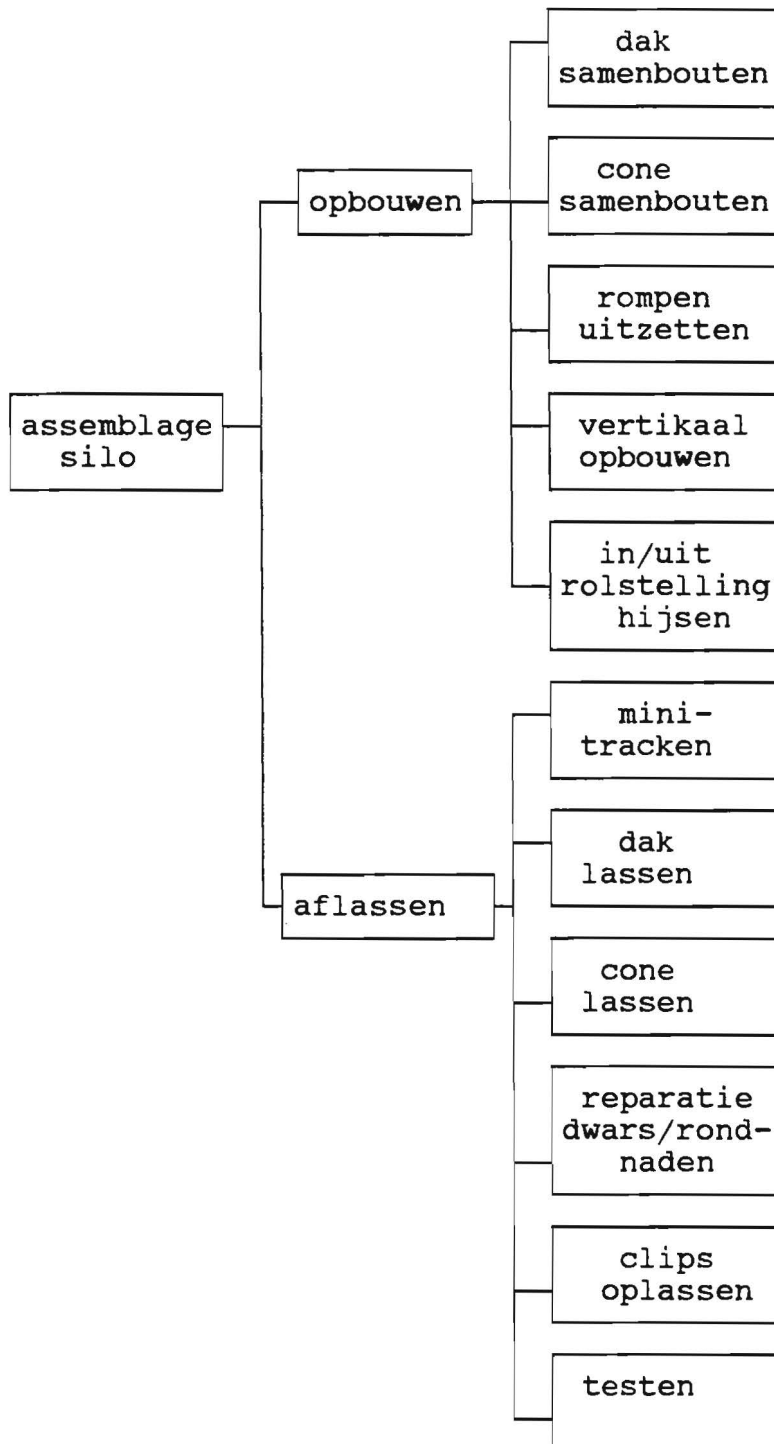 dak
samenbouten
cone
samenbouten
opbouwen
rompen
uitzetten
assemblage
silo
vertikaal
opbouwen
in/uit
rolstelling
hijsen
mini-
tracken
dak
lassen
aflassen
cone
lassen
reparatie
dwars/rond-
naden
clips
oplassen
testen